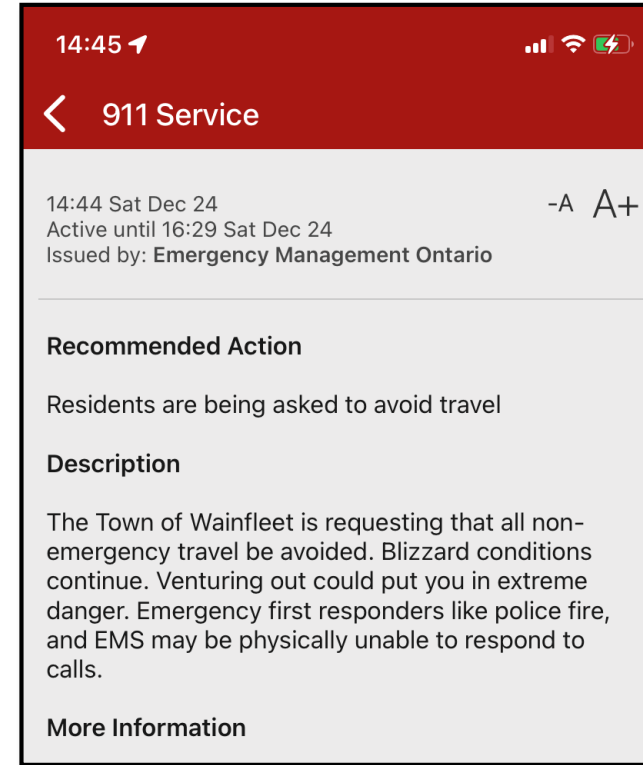 14:45
911 Service
14:44 Sat Dec 24
-A A+
Active until 16:29 Sat Dec 24
Issued by: Emergency Management Ontario
Recommended Action
Residents are being asked to avoid travel
Description
The Town of Wainfleet is requesting that all non-
emergency travel be avoided. Blizzard conditions
continue. Venturing out could put you in extreme
danger. Emergency first responders like police fire,
and EMS may be physically unable to respond to
calls.
More Information